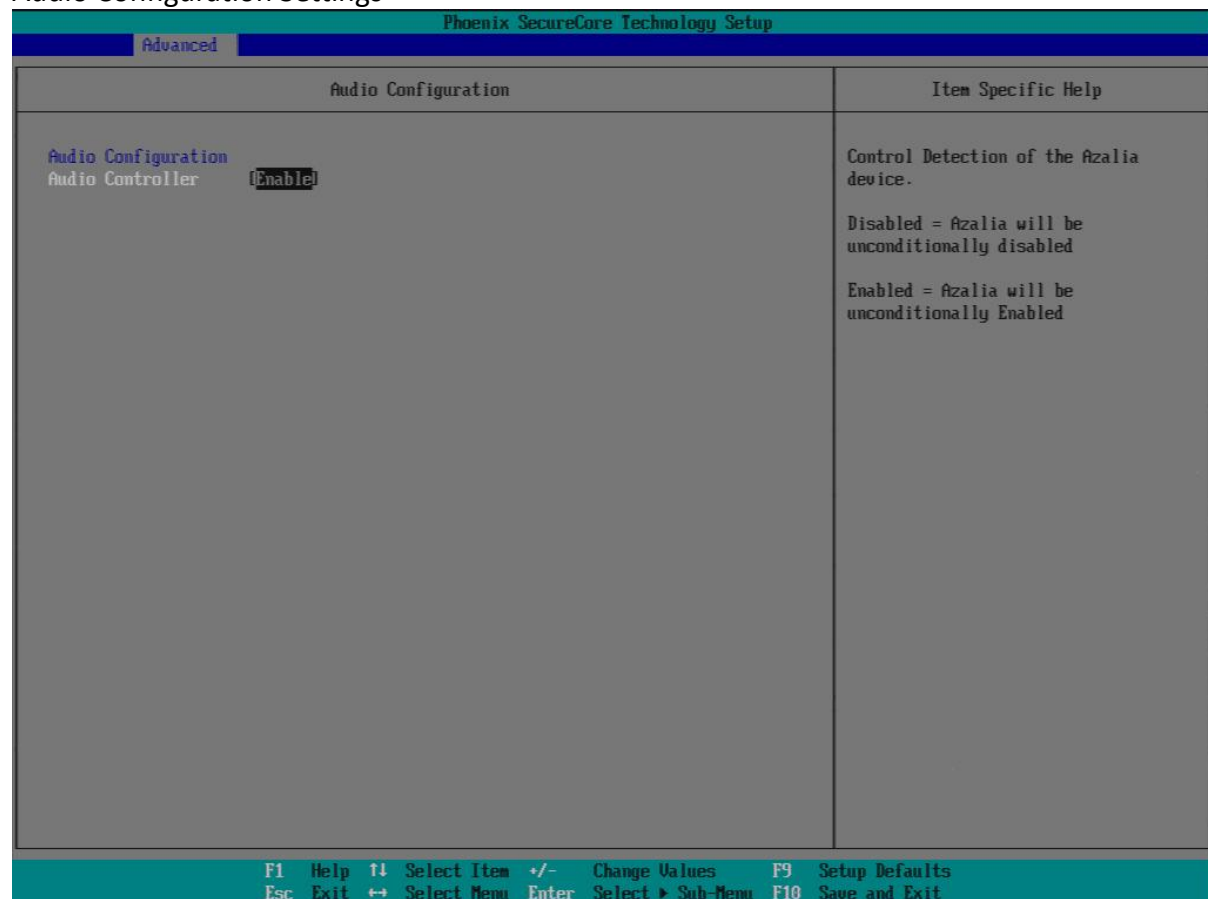 Audio Configuration Settings
Phoenix SecureCore Technology Setup
Advanced
Audio Configuration
Item Specific Help
Audio Configuration
Audio Controller [Enable]
Control Detection of the Azalia
device.
Disabled = Azalia will be
unconditionally disabled
Enabled = Azalia will be
unconditionally Enabled
F1 Help ↑↓ Select Item +/- Change Values F9 Setup Defaults
Esc Exit ↔ Select Menu Enter Select ▶ Sub-Menu F10 Save and Exit